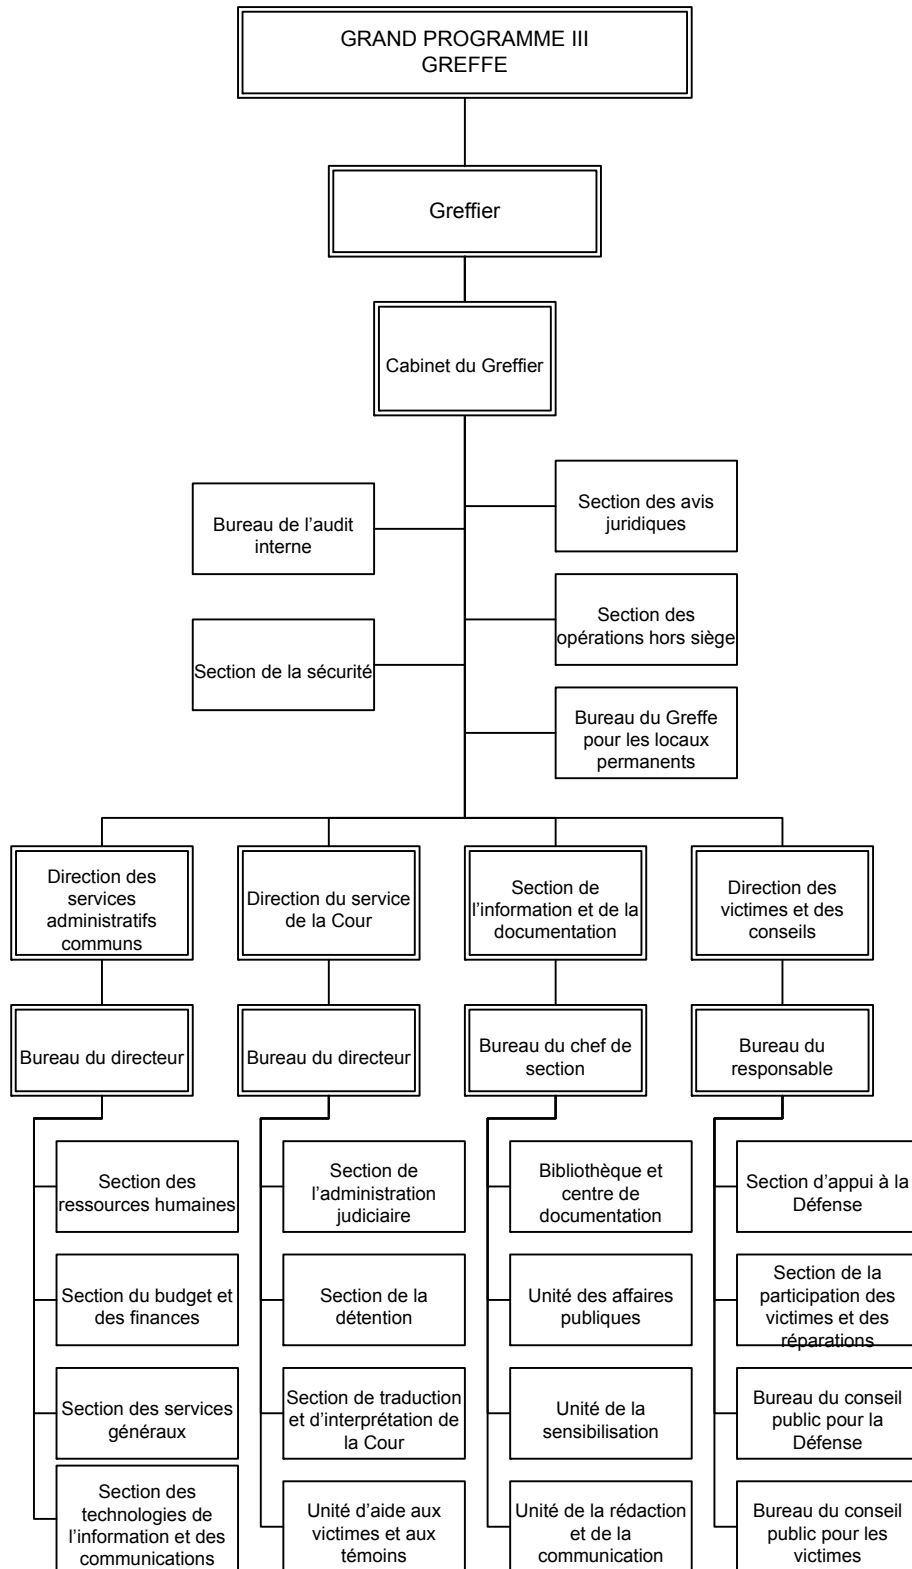 GRAND PROGRAMME III
GREFFE
Greffier
Cabinet du Greffier
Bureau de l’audit
interne
Section des avis
juridiques
Section des
opérations hors siège
Section de la sécurité
Bureau du Greffe
pour les locaux
permanents
Direction des
services
administratifs
communs
Direction du service
de la Cour
Section de
l’information et de la
documentation
Direction des
victimes et des
conseils
Bureau du directeur
Bureau du directeur
Bureau du chef de
section
Bureau du
responsable
Section des
ressources humaines
Section de
l’administration
judiciaire
Bibliothèque et
centre de
documentation
Section d’appui à la
Défense
Section du budget et
des finances
Section de la
détention
Unité des affaires
publiques
Section de la
participation des
victimes et des
réparations
Section des services
généraux
Section de traduction
et d’interprétation de
la Cour
Unité de la
sensibilisation
Bureau du conseil
public pour la
Défense
Section des
technologies de
l’information et des
communications
Unité d’aide aux
victimes et aux
témoins
Unité de la rédaction
et de la
communication
Bureau du conseil
public pour les
victimes